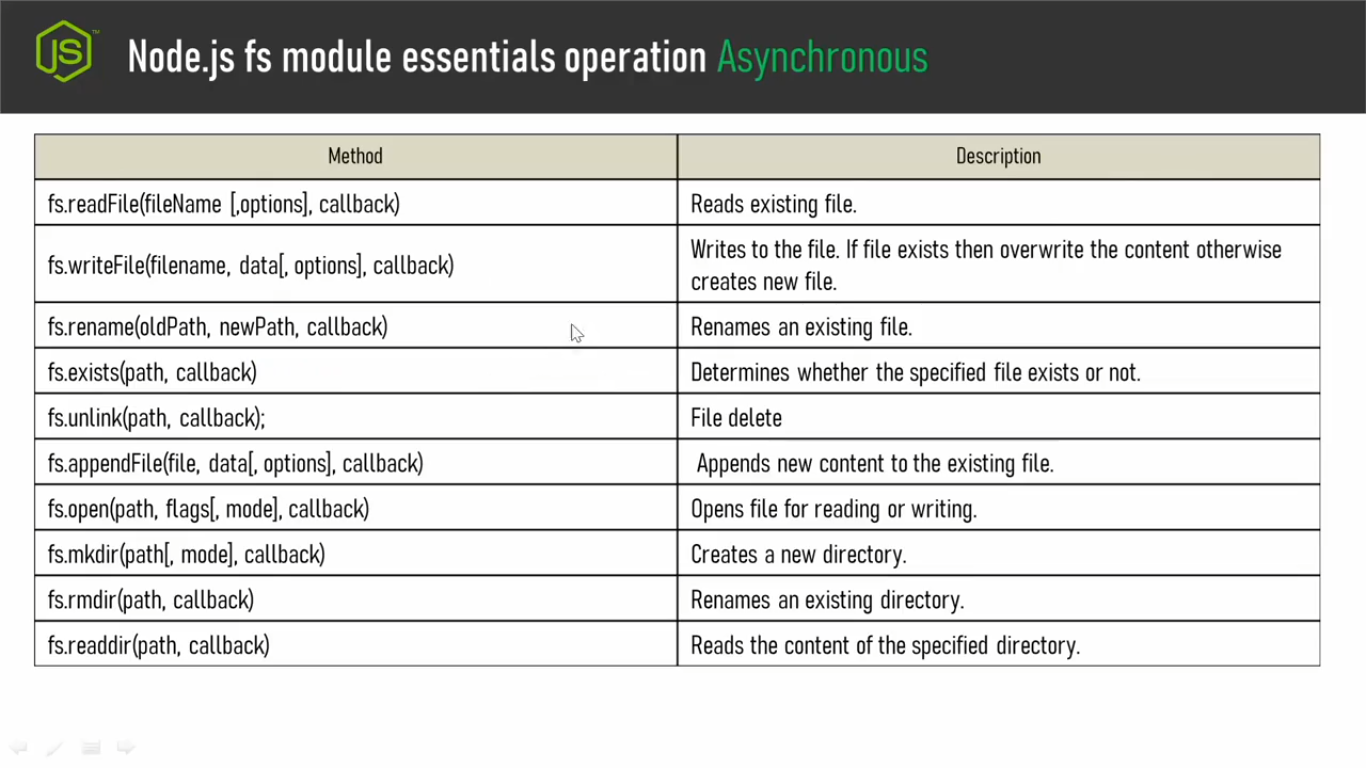 JS
TM
Node.js fs module essentials operation Asynchronous
Method
Description
fs.readFile(fileName [,options], callback)
Reads existing file.
fs.writeFile(filename, data[, options], callback)
Writes to the file. If file exists then overwrite the content otherwise
creates new file.
fs.rename(oldPath, newPath, callback)
Renames an existing file.
fs.exists(path, callback)
Determines whether the specified file exists or not.
fs.unlink(path, callback);
File delete
fs.appendFile(file, data[, options], callback)
Appends new content to the existing file.
fs.open(path, flags[, mode], callback)
Opens file for reading or writing.
fs.mkdir(path[, mode], callback)
Creates a new directory.
fs.rmdir(path, callback)
Renames an existing directory.
fs.readdir(path, callback)
Reads the content of the specified directory.